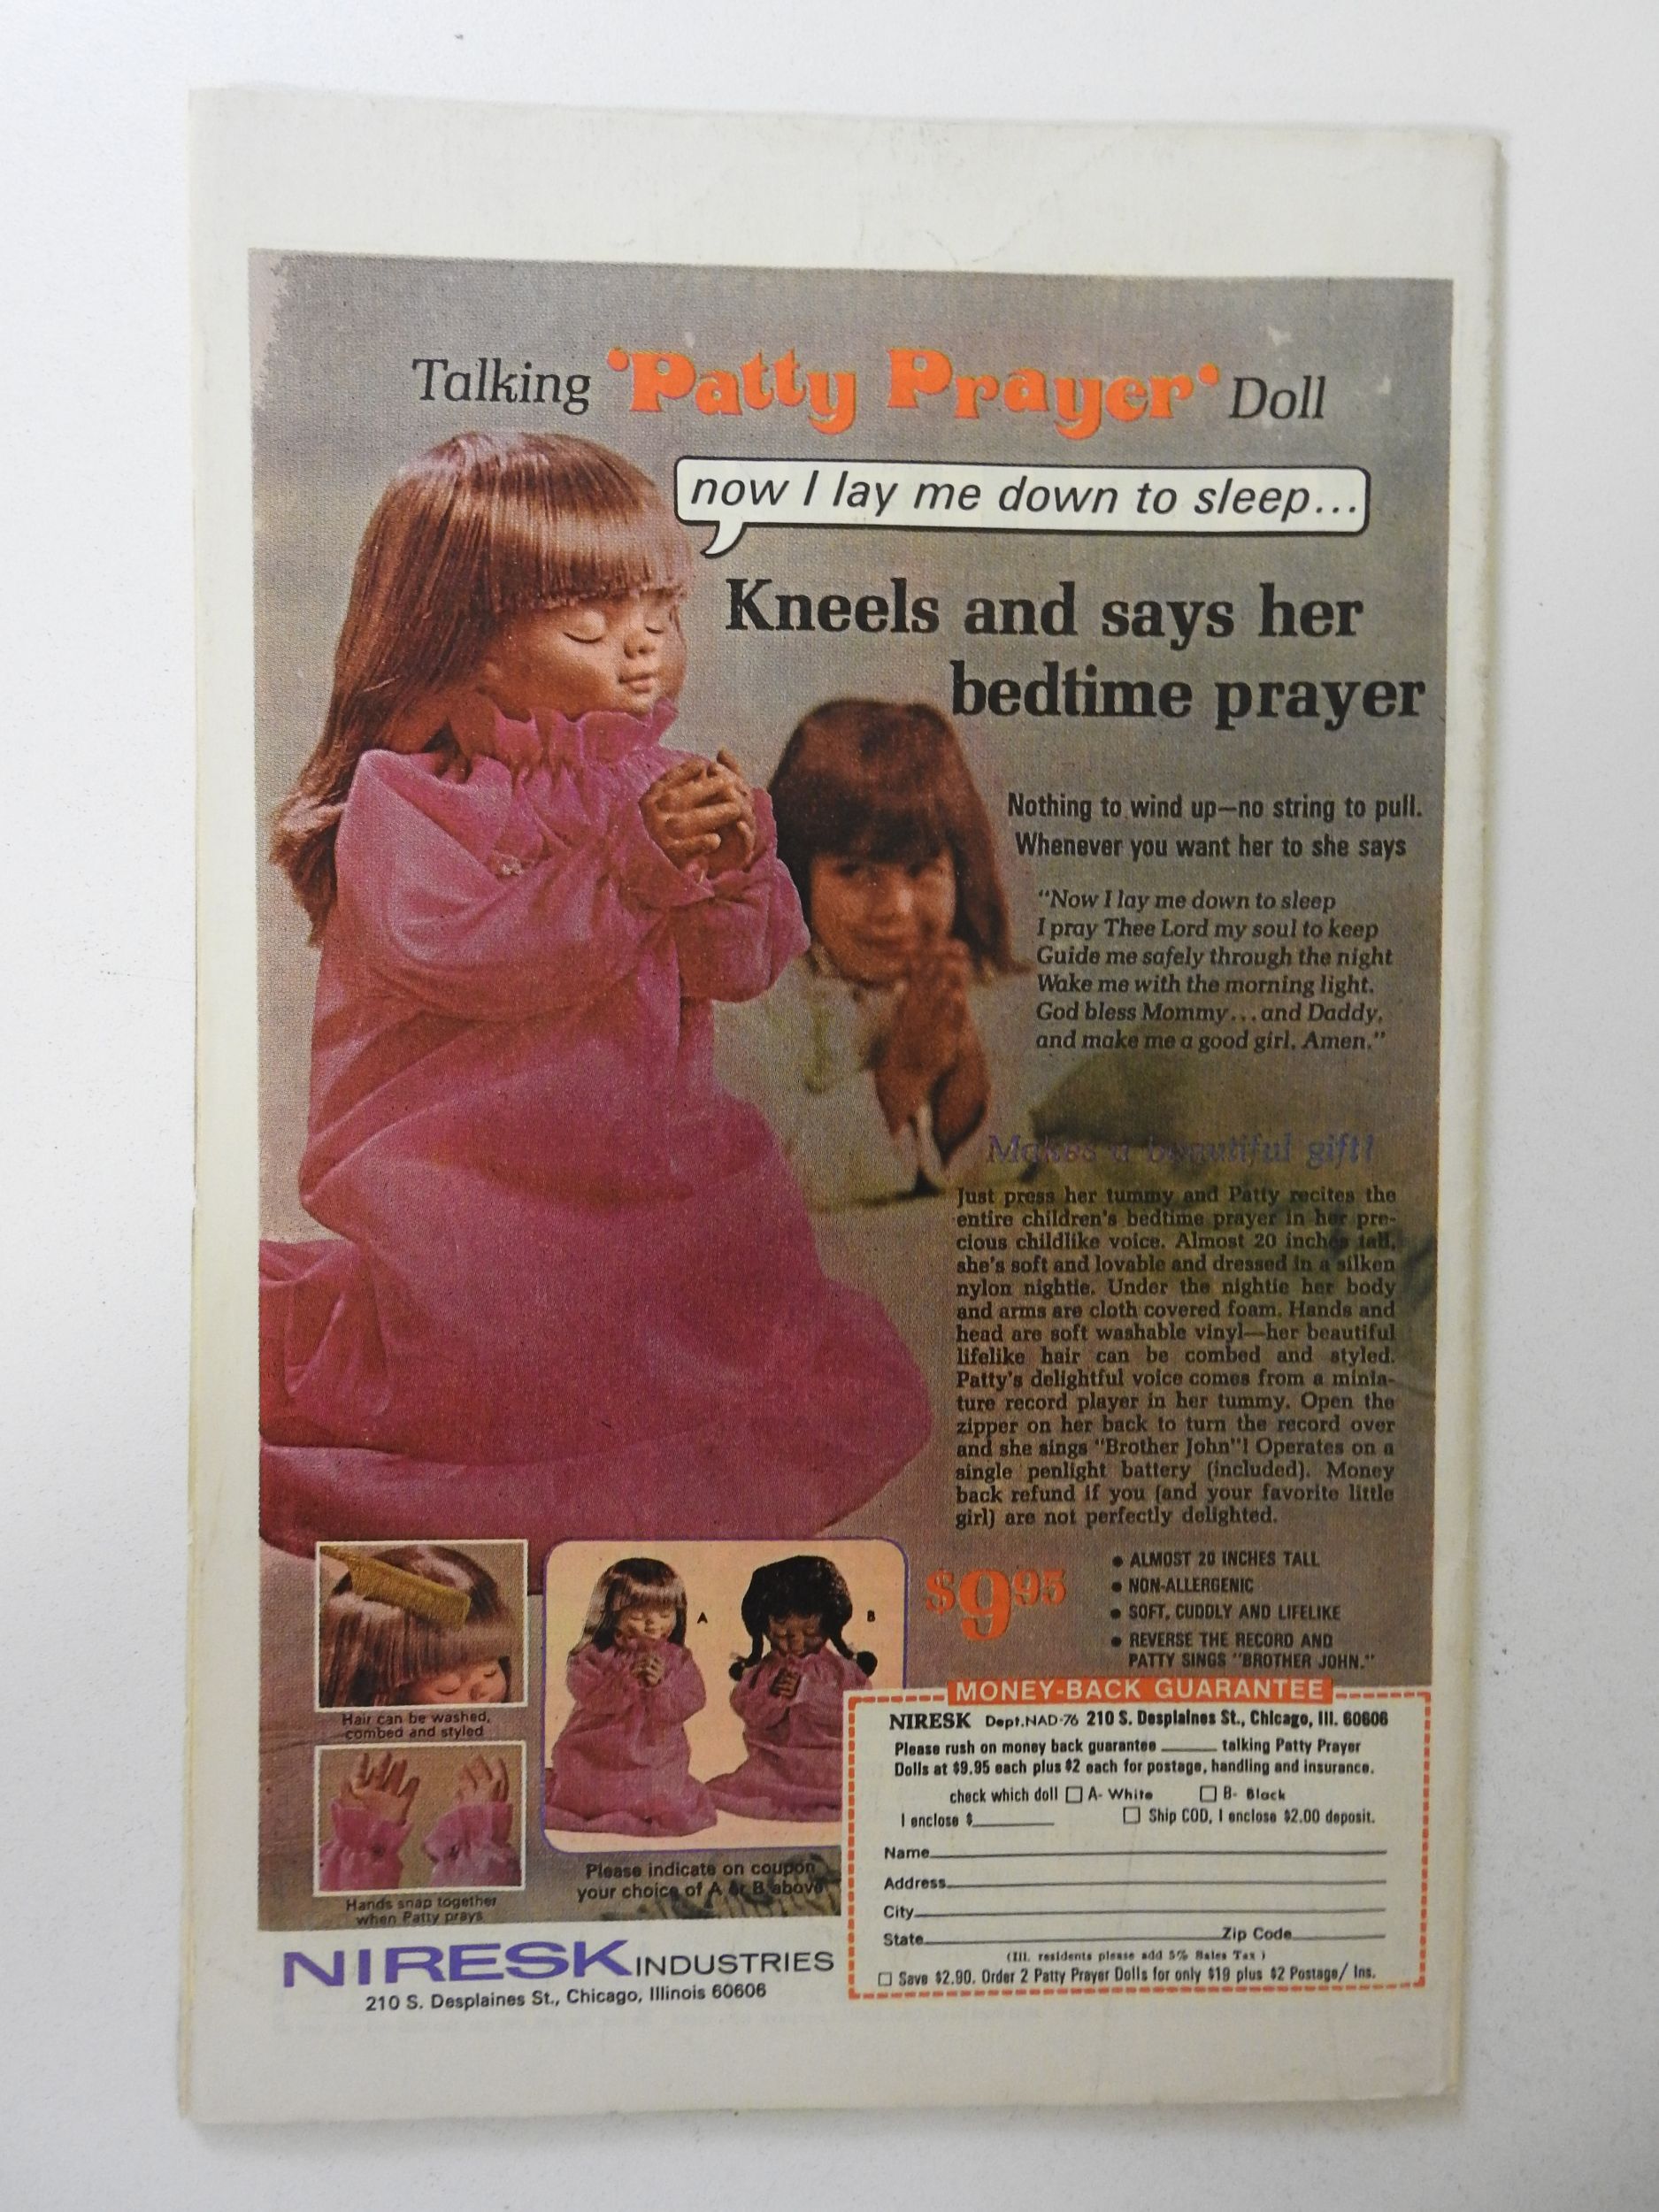 Talking 'Patty Prayer' Doll
now I lay me down to sleep...
Kneels and says her
bedtime prayer
Nothing to wind up—no string to pull.
Whenever you want her to she says
"Now I lay me down to sleep
I pray Thee Lord my soul to keep
Guide me safely through the night
Wake me with the morning light.
God bless Mommy...and Daddy,
and make me a good girl, Amen."
Makes a beautiful gift!
Just press her tummy and Patty recites the
entire children's bedtime prayer in her pre-
cious childlike voice. Almost 20 inches tall,
she's soft and lovable and dressed in a silken
nylon nightie. Under the nightie her body
and arms are cloth covered foam. Hands and
head are soft washable vinyl—her beautiful
lifelike hair can be combed and styled.
Patty's delightful voice comes from a minia-
ture record player in her tummy. Open the
zipper on her back to turn the record over
and she sings "Brother John"! Operates on a
single penlight battery (included). Money
back refund if you (and your favorite little
girl) are not perfectly delighted.
$9.95
• ALMOST 20 INCHES TALL
• NON-ALLERGENIC
• SOFT, CUDDLY AND LIFELIKE
• REVERSE THE RECORD AND
PATTY SINGS "BROTHER JOHN."
Hair can be washed,
combed and styled
Hands snap together
when Patty prays
A
B
Please indicate on coupon
your choice of A or B above
NIRESK INDUSTRIES
210 S. Desplaines St., Chicago, Illinois 60606
MONEY-BACK GUARANTEE
NIRESK Dept.NAD-76 210 S. Desplaines St., Chicago, Ill. 60606
Please rush on money back guarantee ______ talking Patty Prayer
Dolls at $9.95 each plus $2 each for postage, handling and insurance.
check which doll □ A- White □ B- Black
I enclose $________ □ Ship COD, I enclose $2.00 deposit.
Name
Address
City
State Zip Code
(Ill. residents please add 5% Sales Tax)
□ Save $2.90. Order 2 Patty Prayer Dolls for only $19 plus $2 Postage/ Ins.